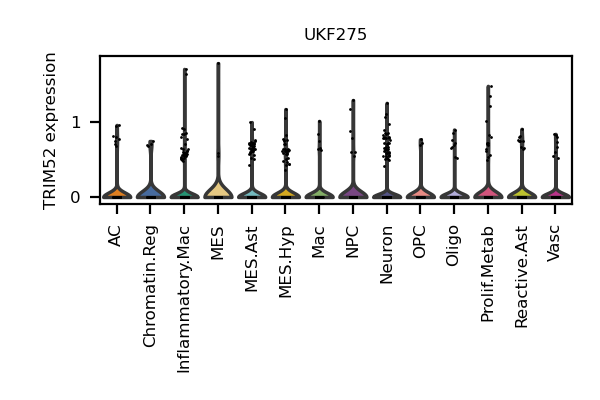 UKF275
TRIM52 expression
1
0
AC
Chromatin.Reg
Inflammatory.Mac
MES
MES.Ast
MES.Hyp
Mac
NPC
Neuron
OPC
Oligo
Prolif.Metab
Reactive.Ast
Vasc